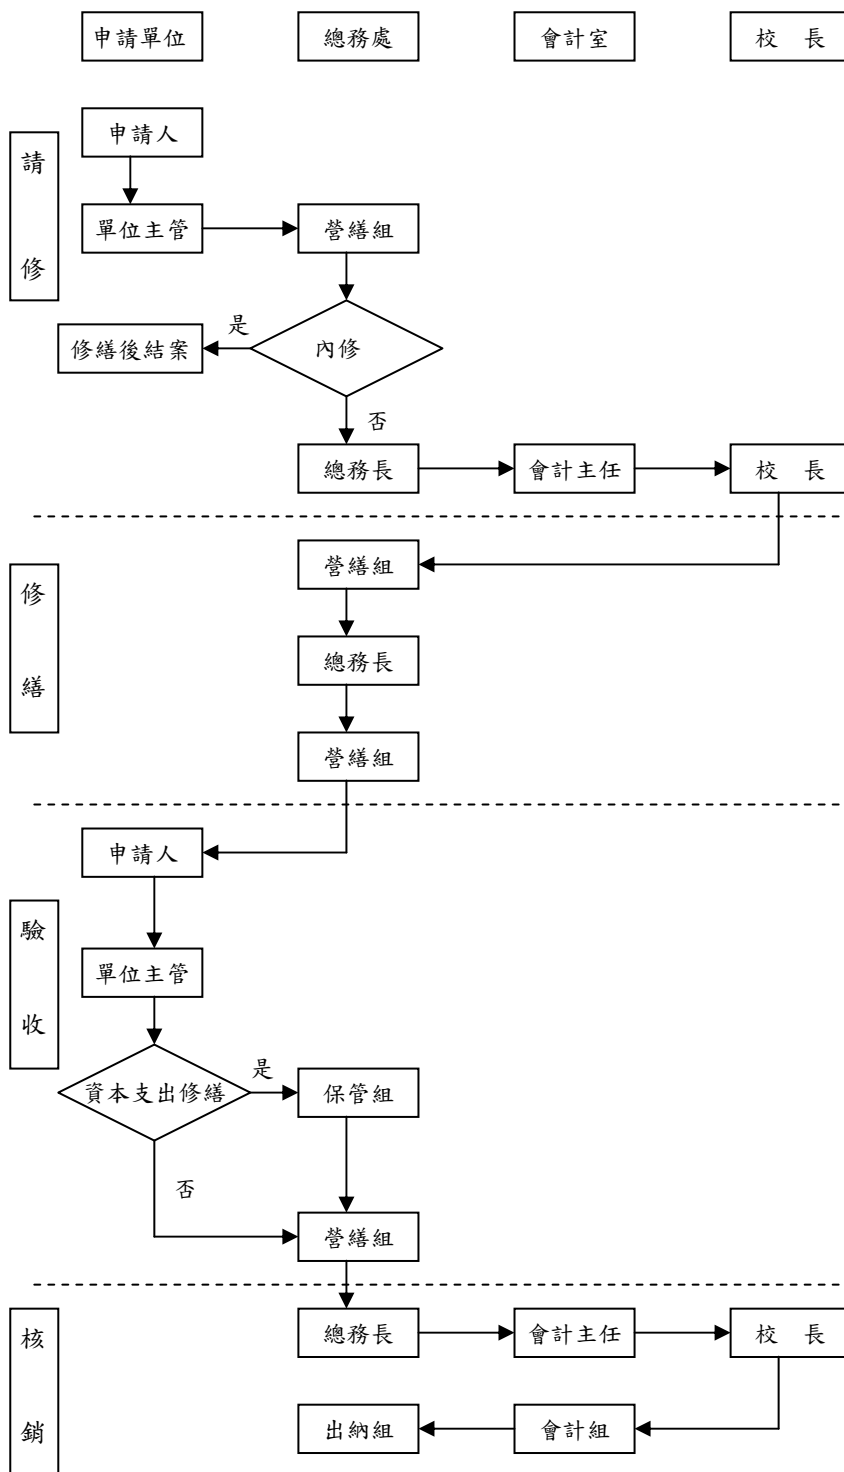 申請單位
總務處
會計室
校 長
請修
申請人
單位主管
營繕組
修繕後結案
是
內修
否
總務長
會計主任
校 長
修繕
營繕組
總務長
營繕組
驗收
申請人
單位主管
資本支出修繕
是
保管組
否
營繕組
核銷
總務長
會計主任
校 長
出納組
會計組